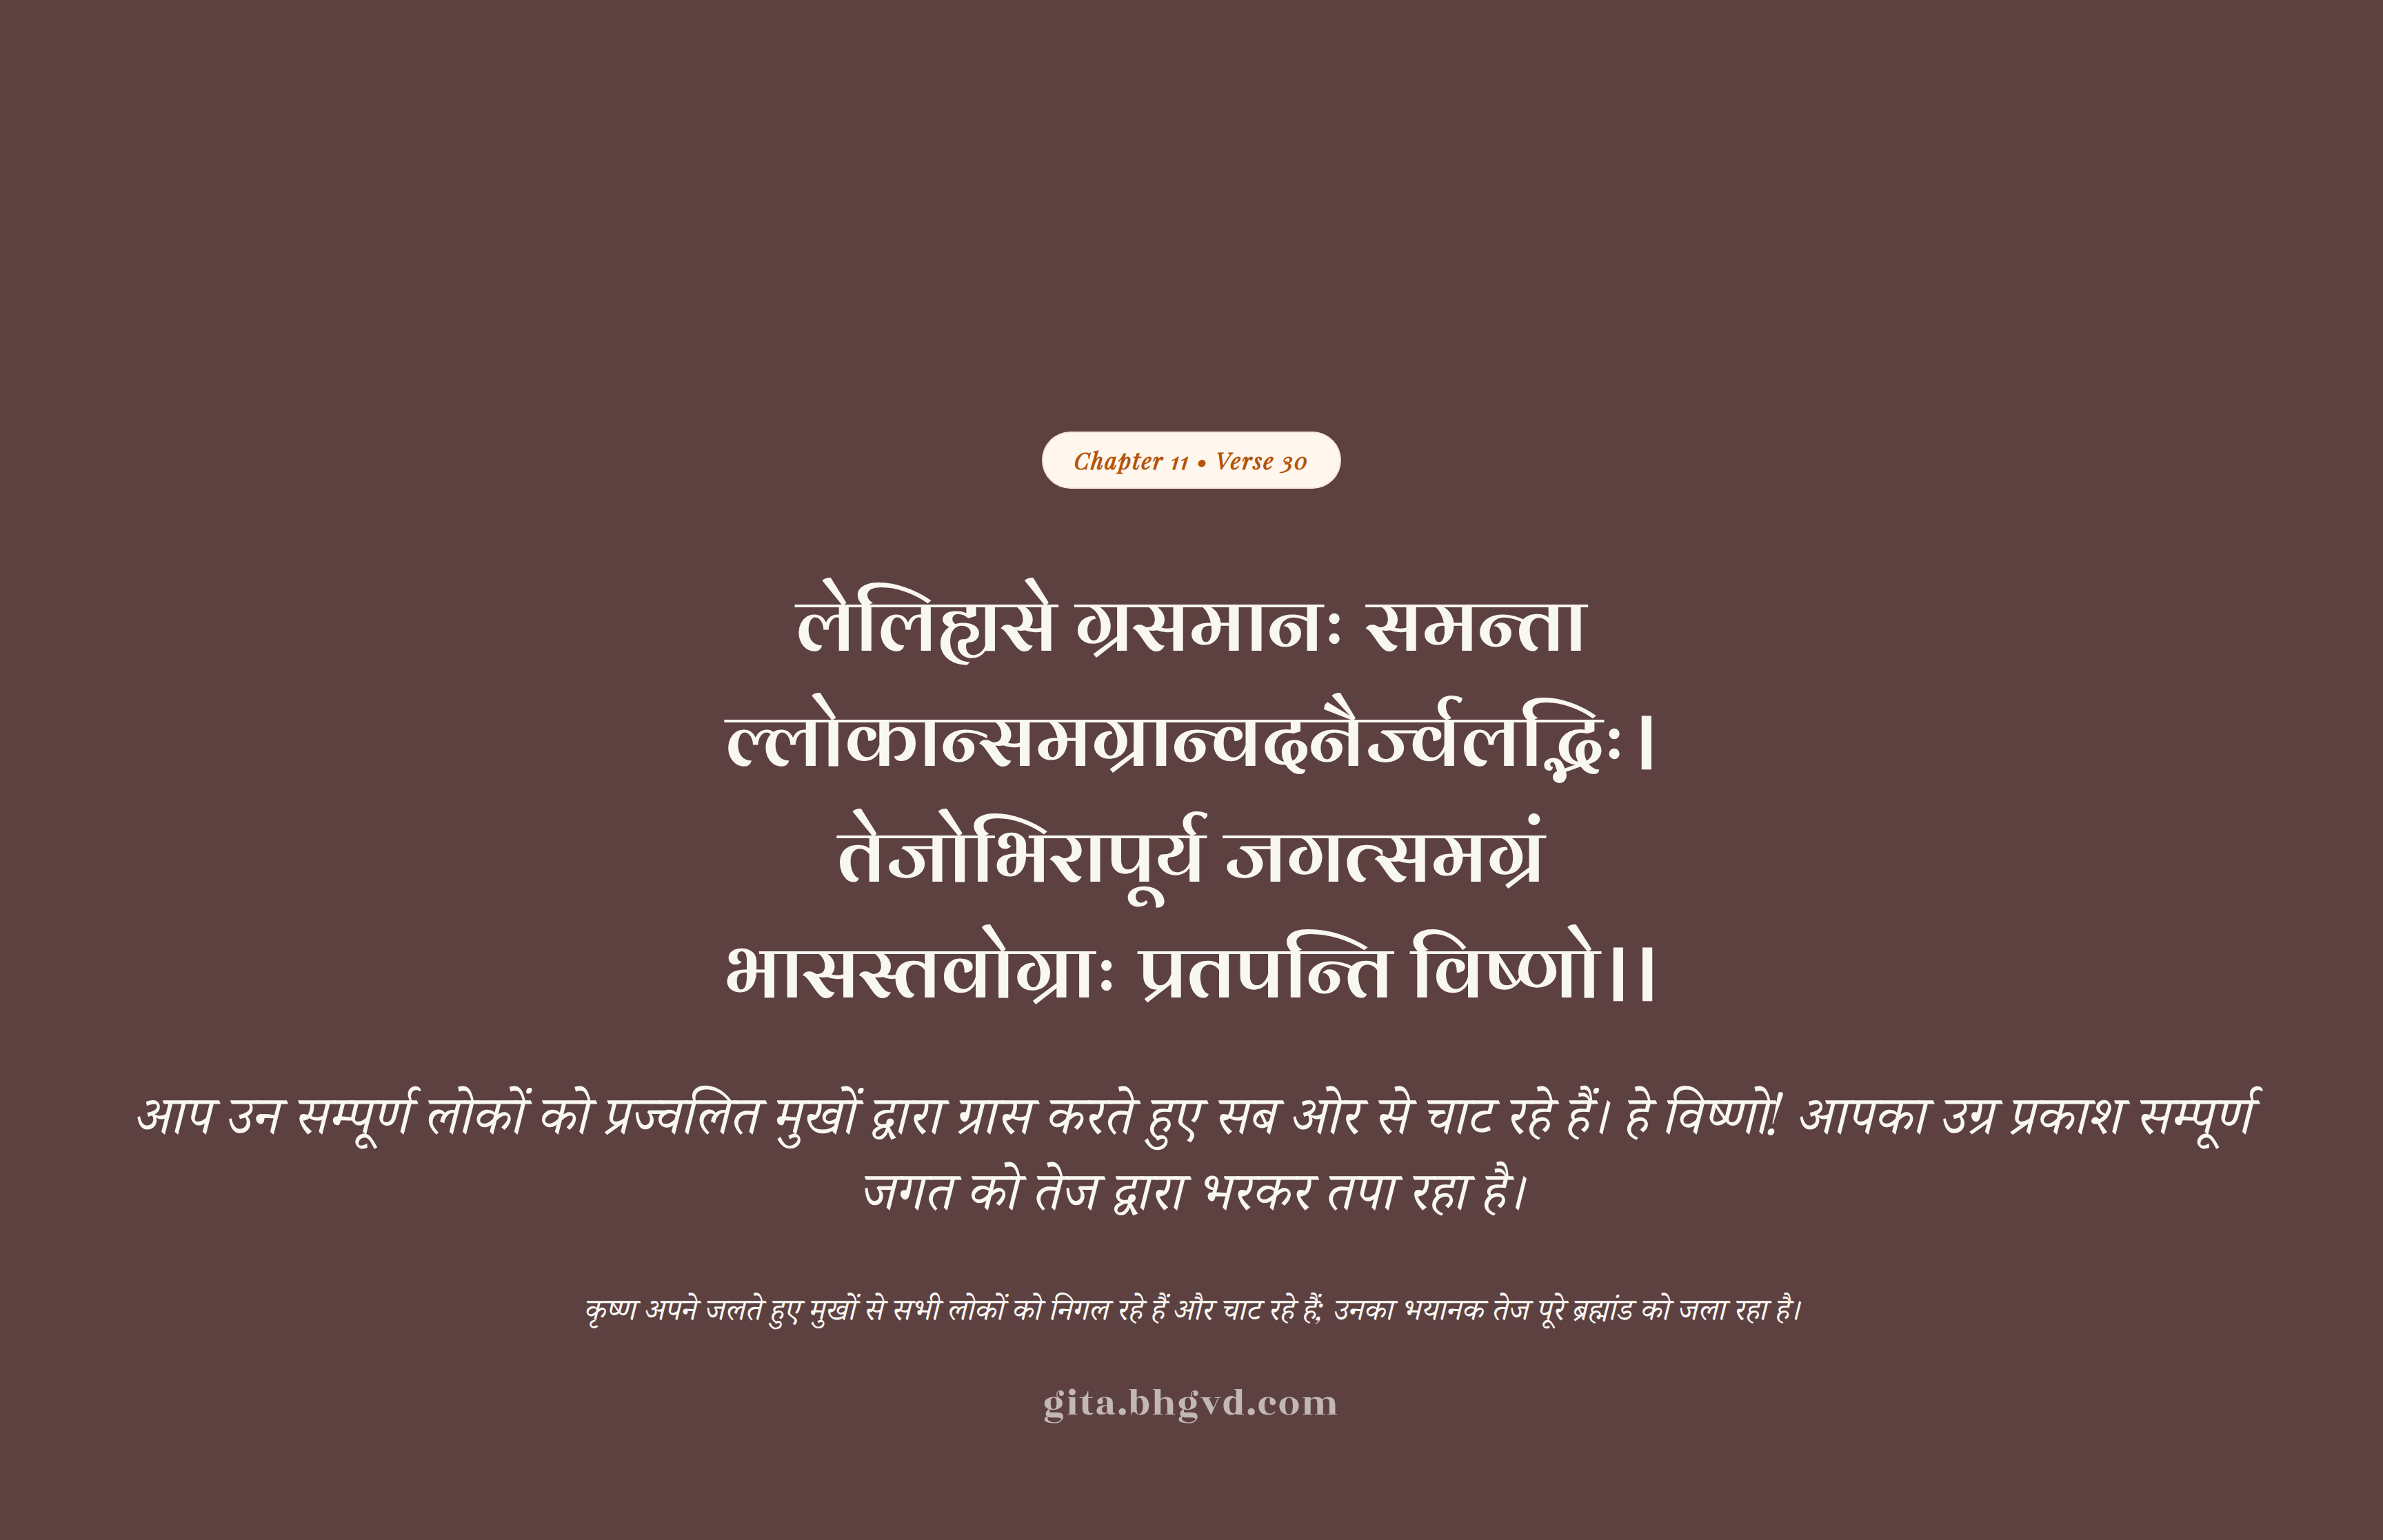 Chapter 11 • Verse 30
लेलिह्यसे ग्रसमानः समन्ता
ल्लोकान्समग्रान्वदनैर्ज्वलद्भिः।
तेजोभिरापूर्य जगत्समग्रं
भासस्तवोग्राः प्रतपन्ति विष्णो।।
आप उन सम्पूर्ण लोकों को प्रज्वलित मुखों द्वारा ग्रास करते हुए सब और से चाट रहे हैं। हे विष्णो! आपका उग्र प्रकाश सम्पूर्ण
जगत को तेज द्वारा भरकर तपा रहा है।
कृष्ण अपने जलते हुए मुखों से सभी लोकों को निगल रहे हैं और चाट रहे हैं; उनका भयानक तेज पूरे ब्रह्मांड को जला रहा है।
gita.bhgvd.com